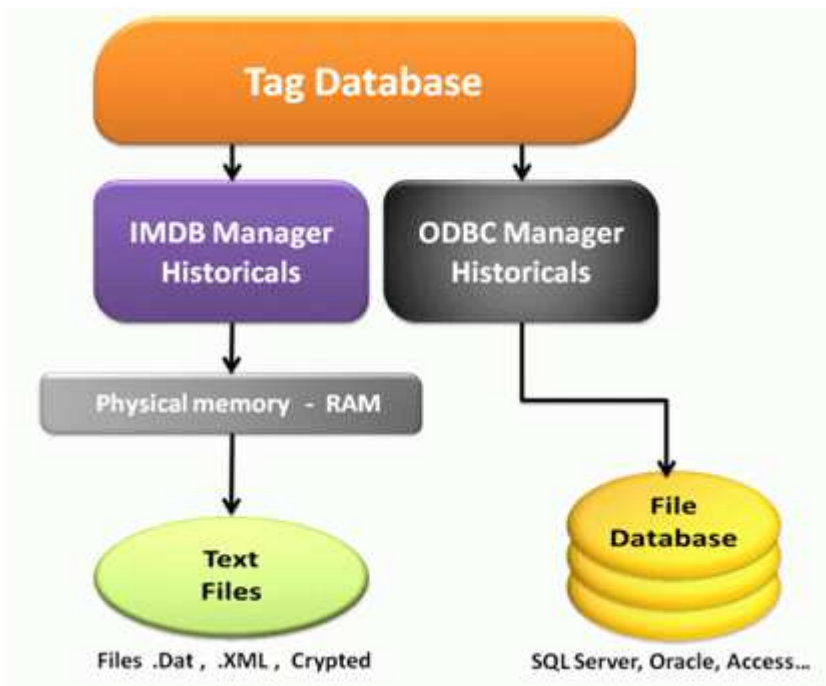 Tag Database
IMDB Manager
Historicals
ODBC Manager
Historicals
Physical memory - RAM
Text
Files
File
Database
Files .Dat , .XML , Crypted
SQL Server, Oracle, Access...